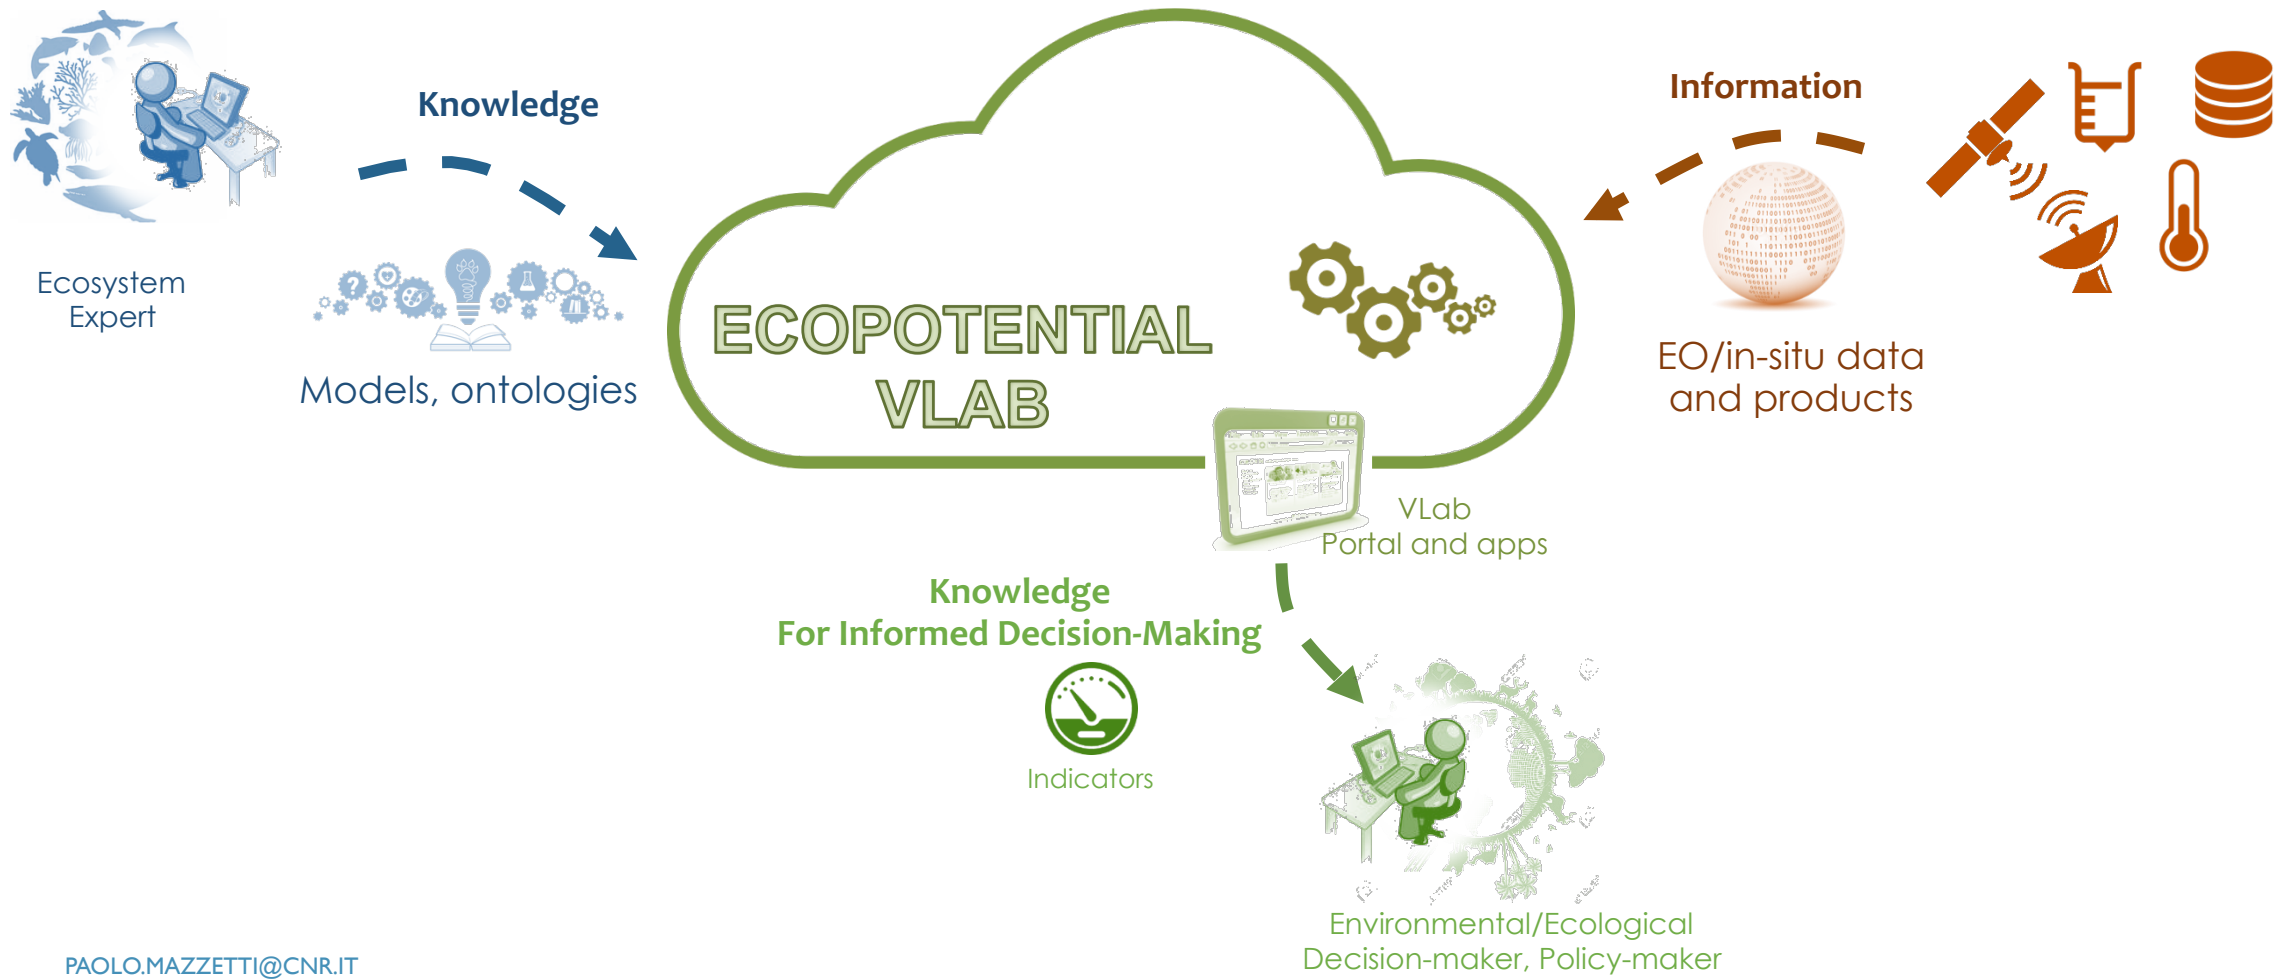 Knowledge
Information
Ecosystem
Expert
Models, ontologies
ECOPOTENTIAL
VLAB
EO/in-situ data
and products
VLab
Portal and apps
Knowledge
For Informed Decision-Making
Indicators
Environmental/Ecological
Decision-maker, Policy-maker
PAOLO.MAZZETTI@CNR.IT